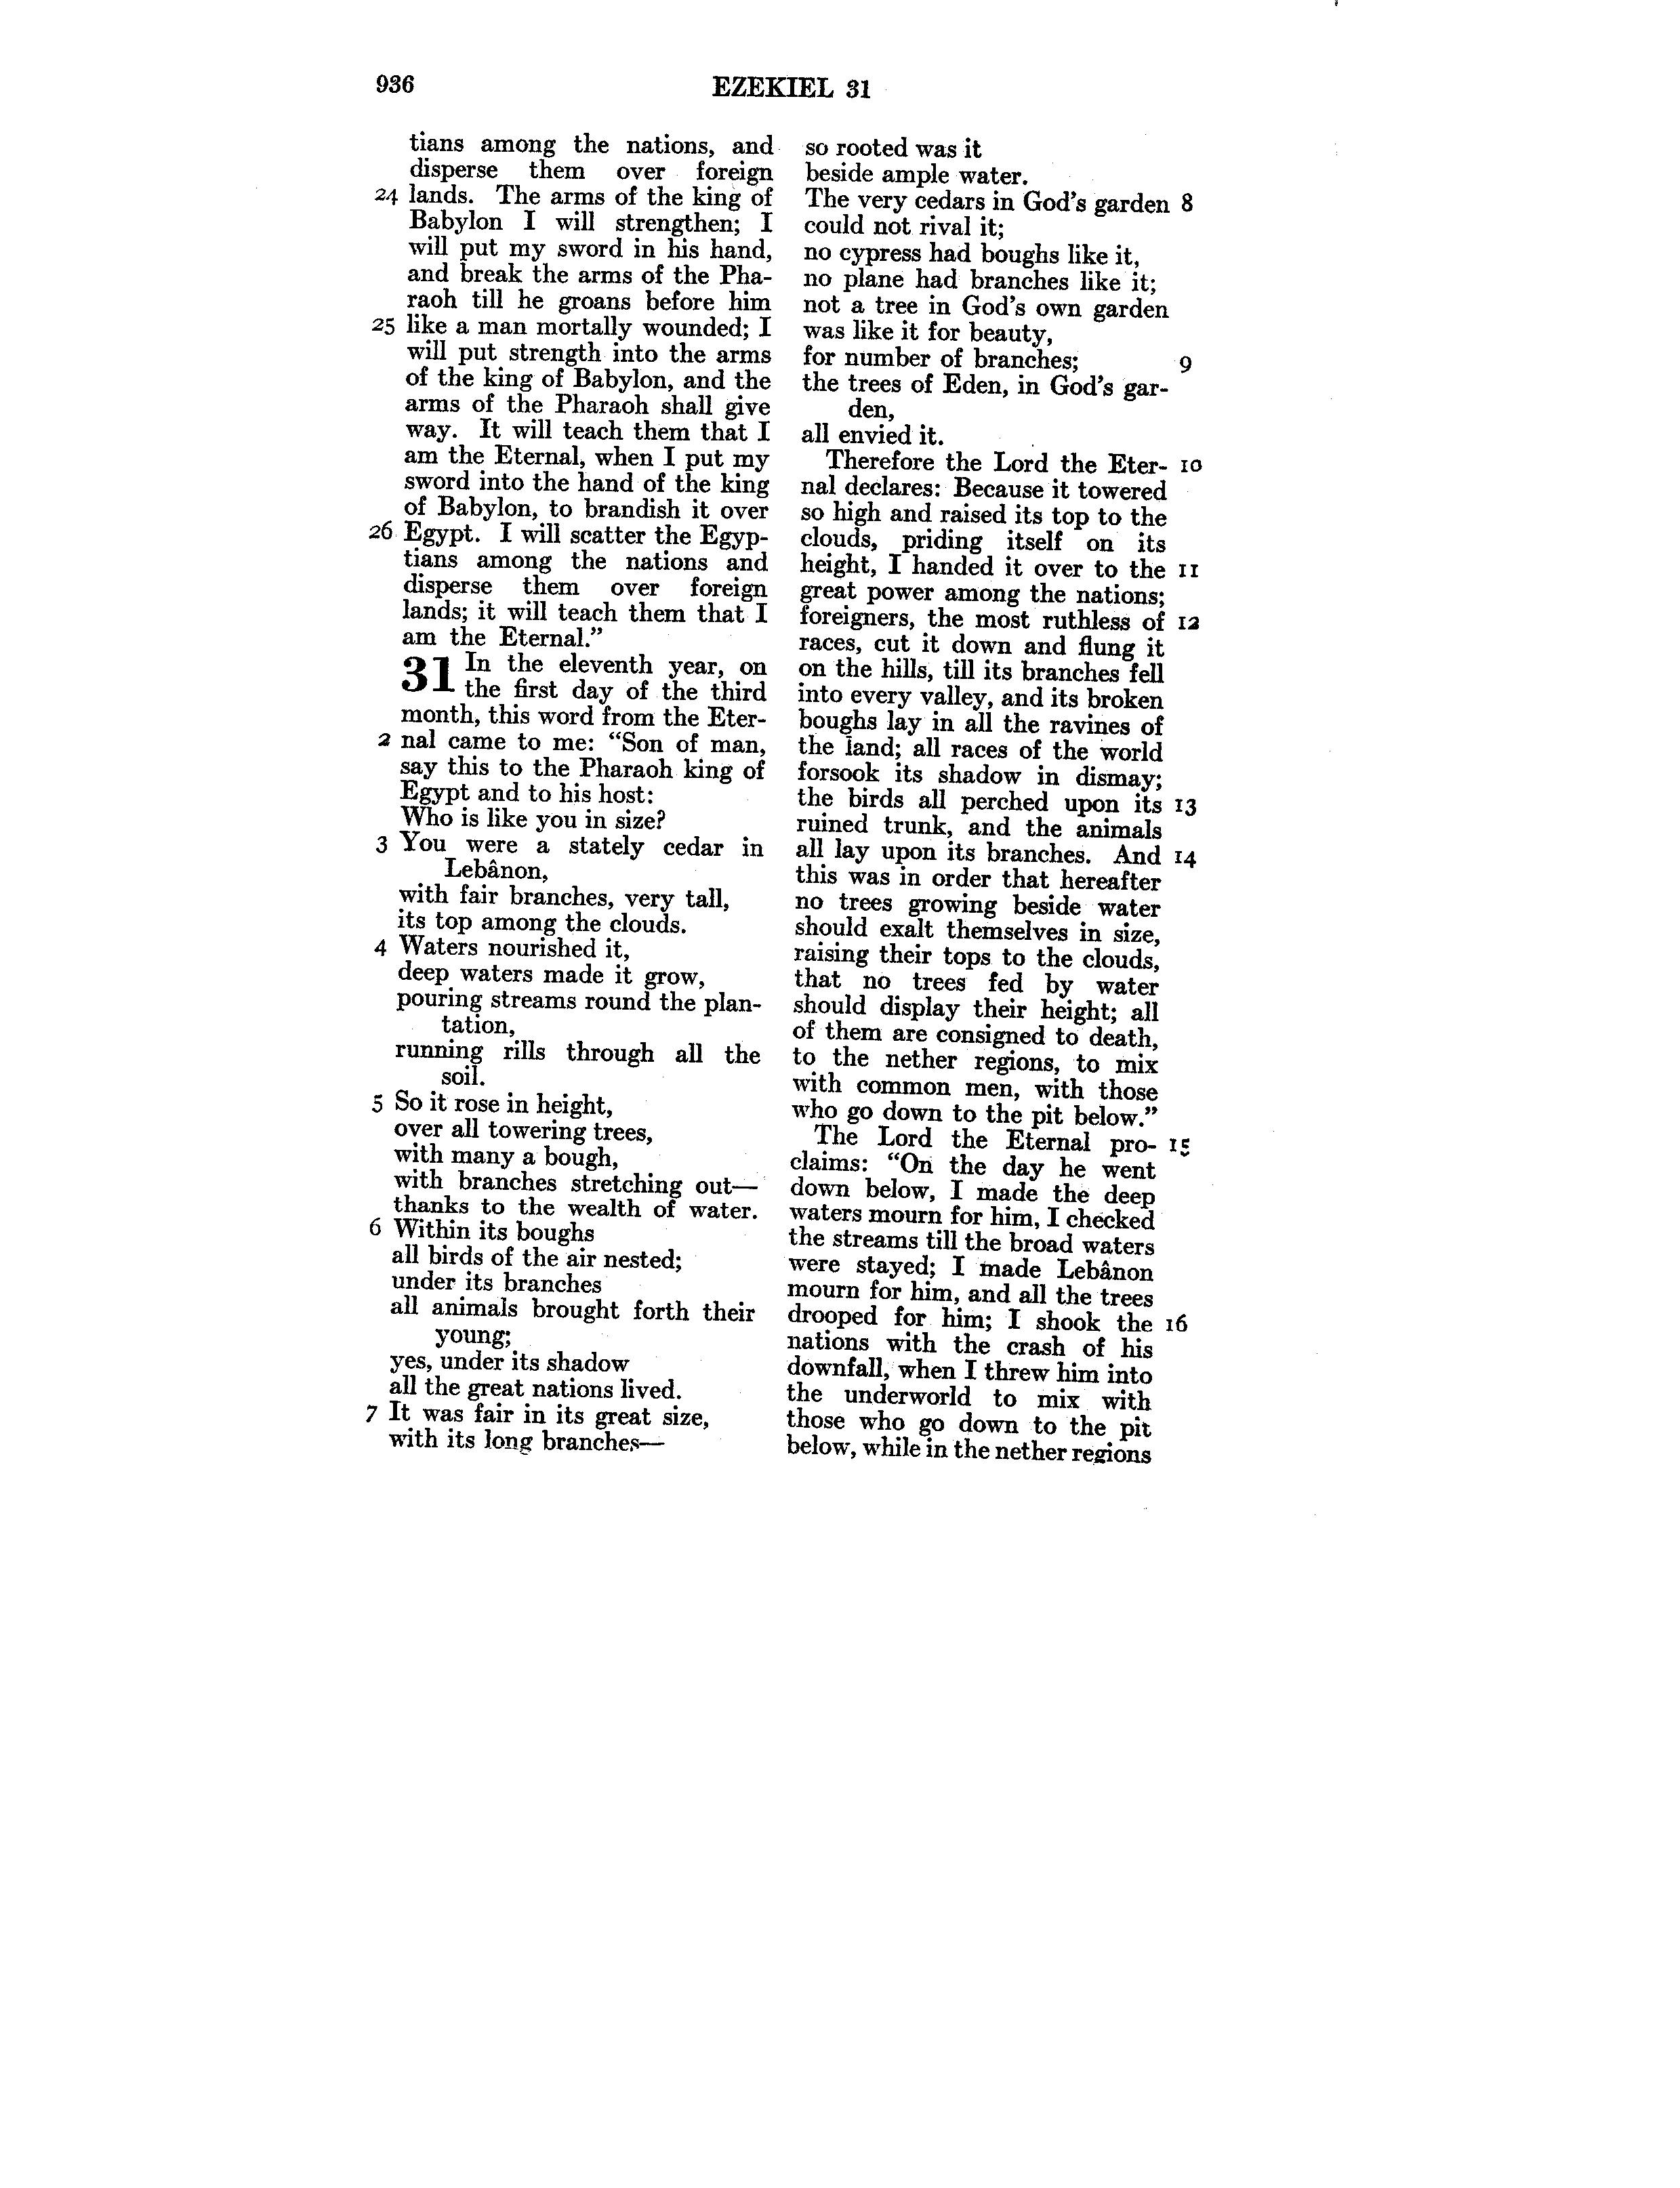 936
EZEKIEL 31
tians among the nations, and
disperse them over foreign
24 lands. The arms of the king of
Babylon I will strengthen; I
will put my sword in his hand,
and break the arms of the Pha-
raoh till he groans before him
25 like a man mortally wounded; I
will put strength into the arms
of the king of Babylon, and the
arms of the Pharaoh shall give
way. It will teach them that I
am the Eternal, when I put my
sword into the hand of the king
of Babylon, to brandish it over
26 Egypt. I will scatter the Egyp-
tians among the nations and
disperse them over foreign
lands; it will teach them that I
am the Eternal.”
31 In the eleventh year, on
the first day of the third
month, this word from the Eter-
2 nal came to me: “Son of man,
say this to the Pharaoh king of
Egypt and to his host:
Who is like you in size?
3 You were a stately cedar in
Lebânon,
with fair branches, very tall,
its top among the clouds.
4 Waters nourished it,
deep waters made it grow,
pouring streams round the plan-
tation,
running rills through all the
soil.
5 So it rose in height,
over all towering trees,
with many a bough,
with branches stretching out—
thanks to the wealth of water.
6 Within its boughs
all birds of the air nested;
under its branches
all animals brought forth their
young;
yes, under its shadow
all the great nations lived.
7 It was fair in its great size,
with its long branches—
so rooted was it
beside ample water.
The very cedars in God’s garden 8
could not rival it;
no cypress had boughs like it,
no plane had branches like it;
not a tree in God’s own garden
was like it for beauty,
for number of branches; 9
the trees of Eden, in God’s gar-
den,
all envied it.
Therefore the Lord the Eter- 10
nal declares: Because it towered
so high and raised its top to the
clouds, priding itself on its
height, I handed it over to the 11
great power among the nations;
foreigners, the most ruthless of 12
races, cut it down and flung it
on the hills, till its branches fell
into every valley, and its broken
boughs lay in all the ravines of
the land; all races of the world
forsook its shadow in dismay;
the birds all perched upon its 13
ruined trunk, and the animals
all lay upon its branches. And 14
this was in order that hereafter
no trees growing beside water
should exalt themselves in size,
raising their tops to the clouds,
that no trees fed by water
should display their height; all
of them are consigned to death,
to the nether regions, to mix
with common men, with those
who go down to the pit below.”
The Lord the Eternal pro- 15
claims: “On the day he went
down below, I made the deep
waters mourn for him, I checked
the streams till the broad waters
were stayed; I made Lebânon
mourn for him, and all the trees
drooped for him; I shook the 16
nations with the crash of his
downfall, when I threw him into
the underworld to mix with
those who go down to the pit
below, while in the nether regions